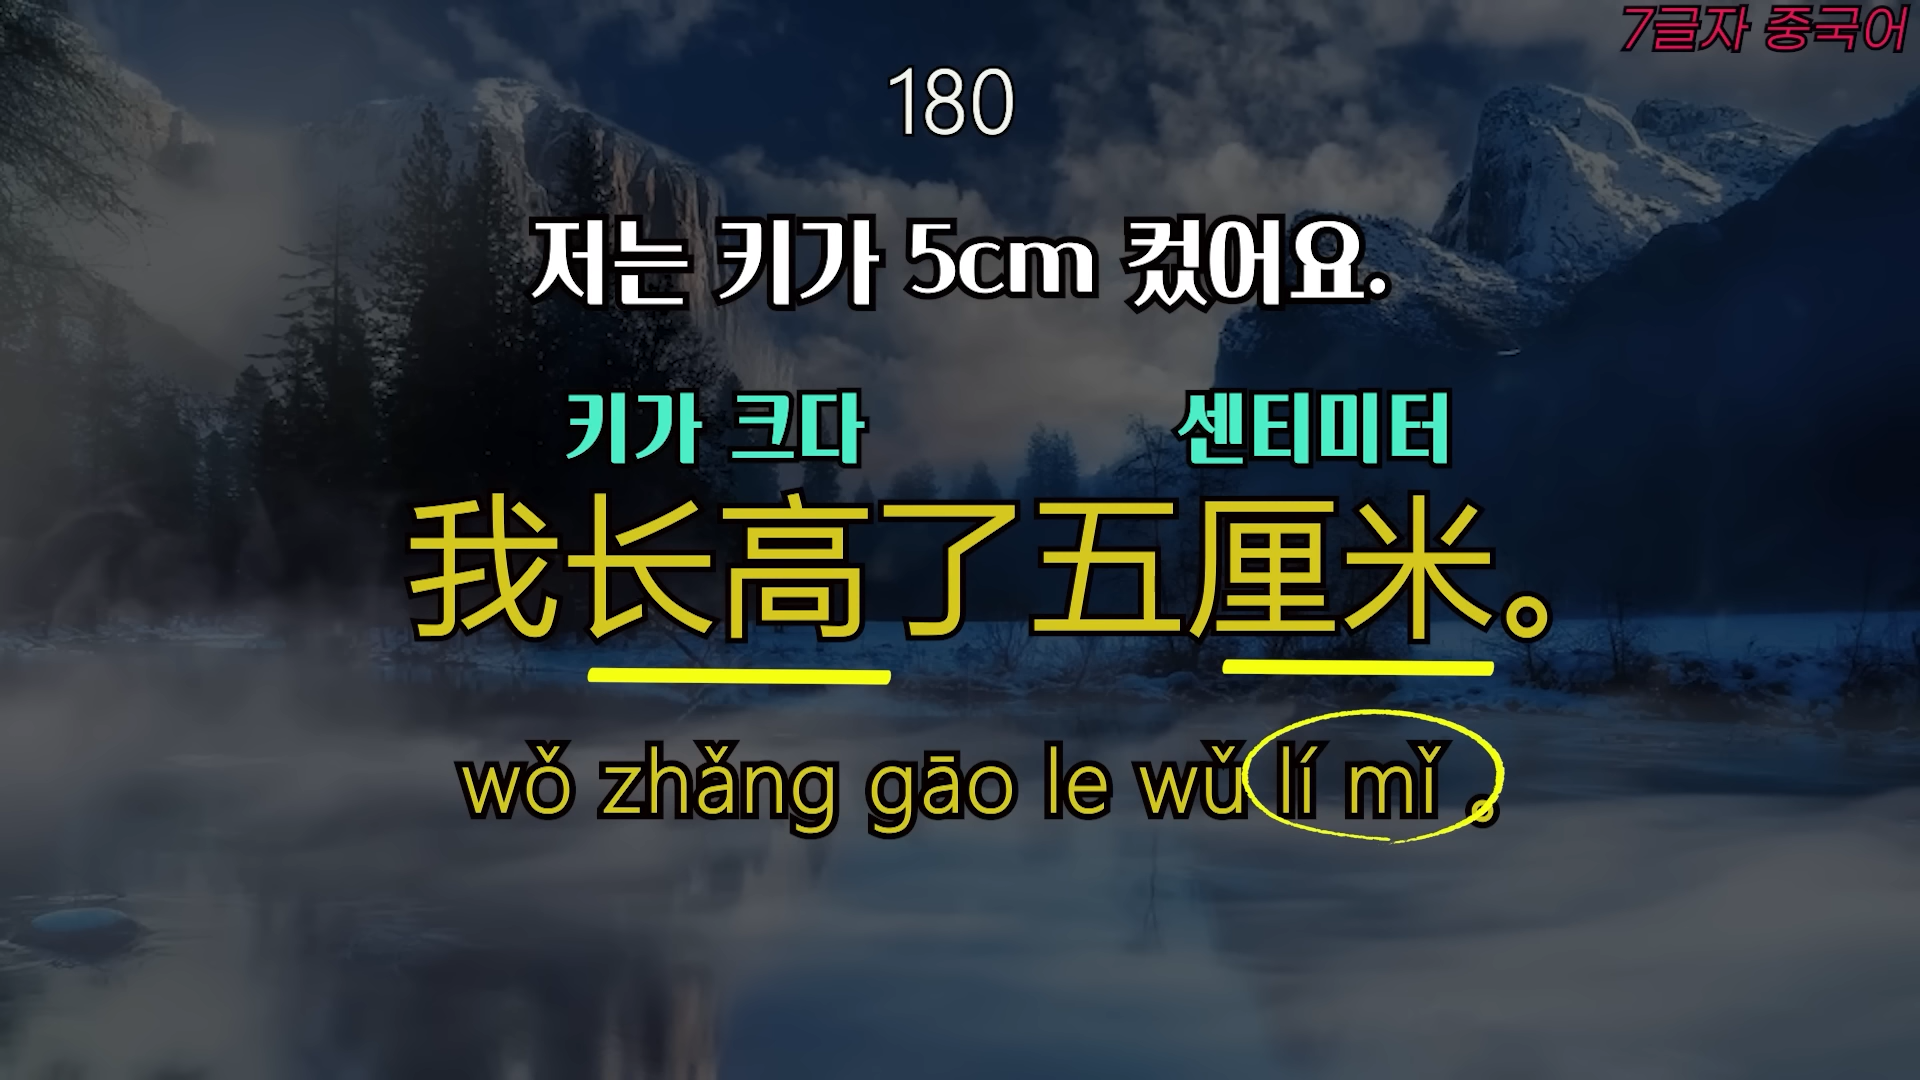 7글자 중국어
180
저는 키가 5cm 컸어요.
키가 크다 센티미터
我长高了五厘米。
wǒ zhǎng gāo le wǔ lí mǐ 。